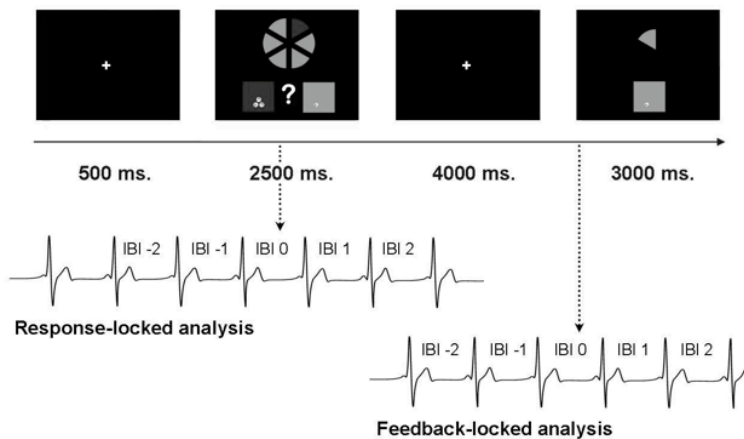 ?
500 ms. 2500 ms. 4000 ms. 3000 ms.
IBI -2 IBI -1 IBI 0 IBI 1 IBI 2
Response-locked analysis
IBI -2 IBI -1 IBI 0 IBI 1 IBI 2
Feedback-locked analysis